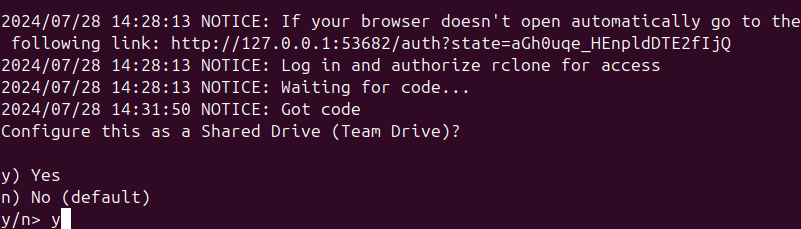 2024/07/28 14:28:13 NOTICE: If your browser doesn't open automatically go to the
following link: http://127.0.0.1:53682/auth?state=aGh0uqe_HEnpldDTE2fIjQ
2024/07/28 14:28:13 NOTICE: Log in and authorize rclone for access
2024/07/28 14:28:13 NOTICE: Waiting for code...
2024/07/28 14:31:50 NOTICE: Got code
Configure this as a Shared Drive (Team Drive)?
y) Yes
n) No (default)
y/n> y